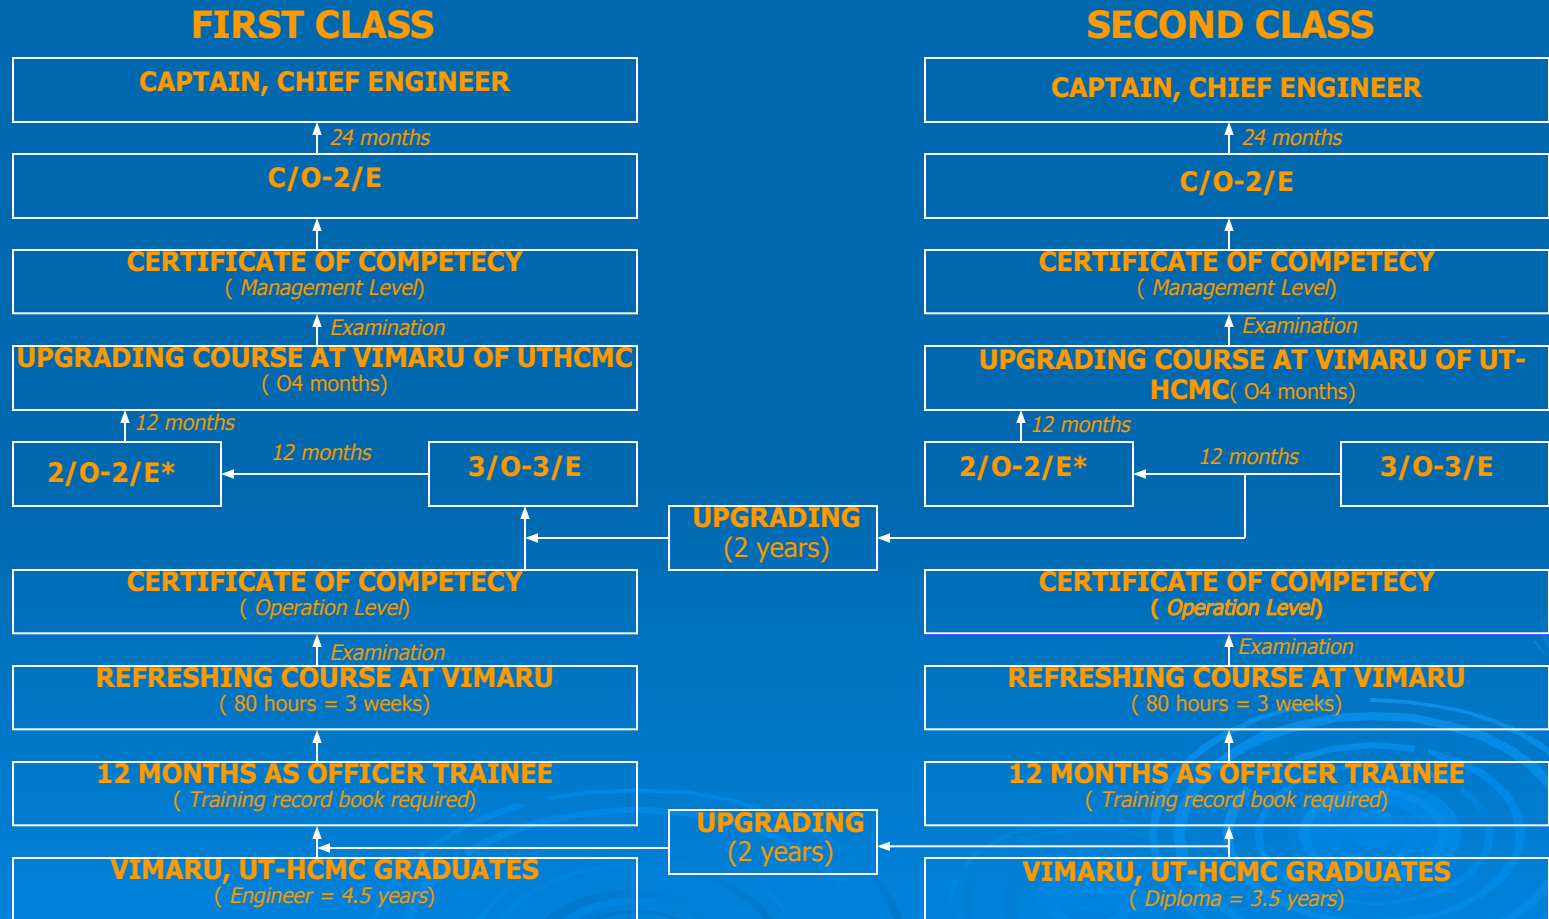 FIRST CLASS
CAPTAIN, CHIEF ENGINEER
24 months
C/O-2/E
CERTIFICATE OF COMPETECY
( Management Level)
Examination
UPGRADING COURSE AT VIMARU OF UTHCMC
( O4 months)
12 months
2/O-2/E*
12 months
3/O-3/E
CERTIFICATE OF COMPETECY
( Operation Level)
Examination
REFRESHING COURSE AT VIMARU
( 80 hours = 3 weeks)
12 MONTHS AS OFFICER TRAINEE
( Training record book required)
VIMARU, UT-HCMC GRADUATES
( Engineer = 4.5 years)
UPGRADING
(2 years)
UPGRADING
(2 years)
SECOND CLASS
CAPTAIN, CHIEF ENGINEER
24 months
C/O-2/E
CERTIFICATE OF COMPETECY
( Management Level)
Examination
UPGRADING COURSE AT VIMARU OF UT-
HCMC( O4 months)
12 months
2/O-2/E*
12 months
3/O-3/E
CERTIFICATE OF COMPETECY
( Operation Level)
Examination
REFRESHING COURSE AT VIMARU
( 80 hours = 3 weeks)
12 MONTHS AS OFFICER TRAINEE
( Training record book required)
VIMARU, UT-HCMC GRADUATES
( Diploma = 3.5 years)